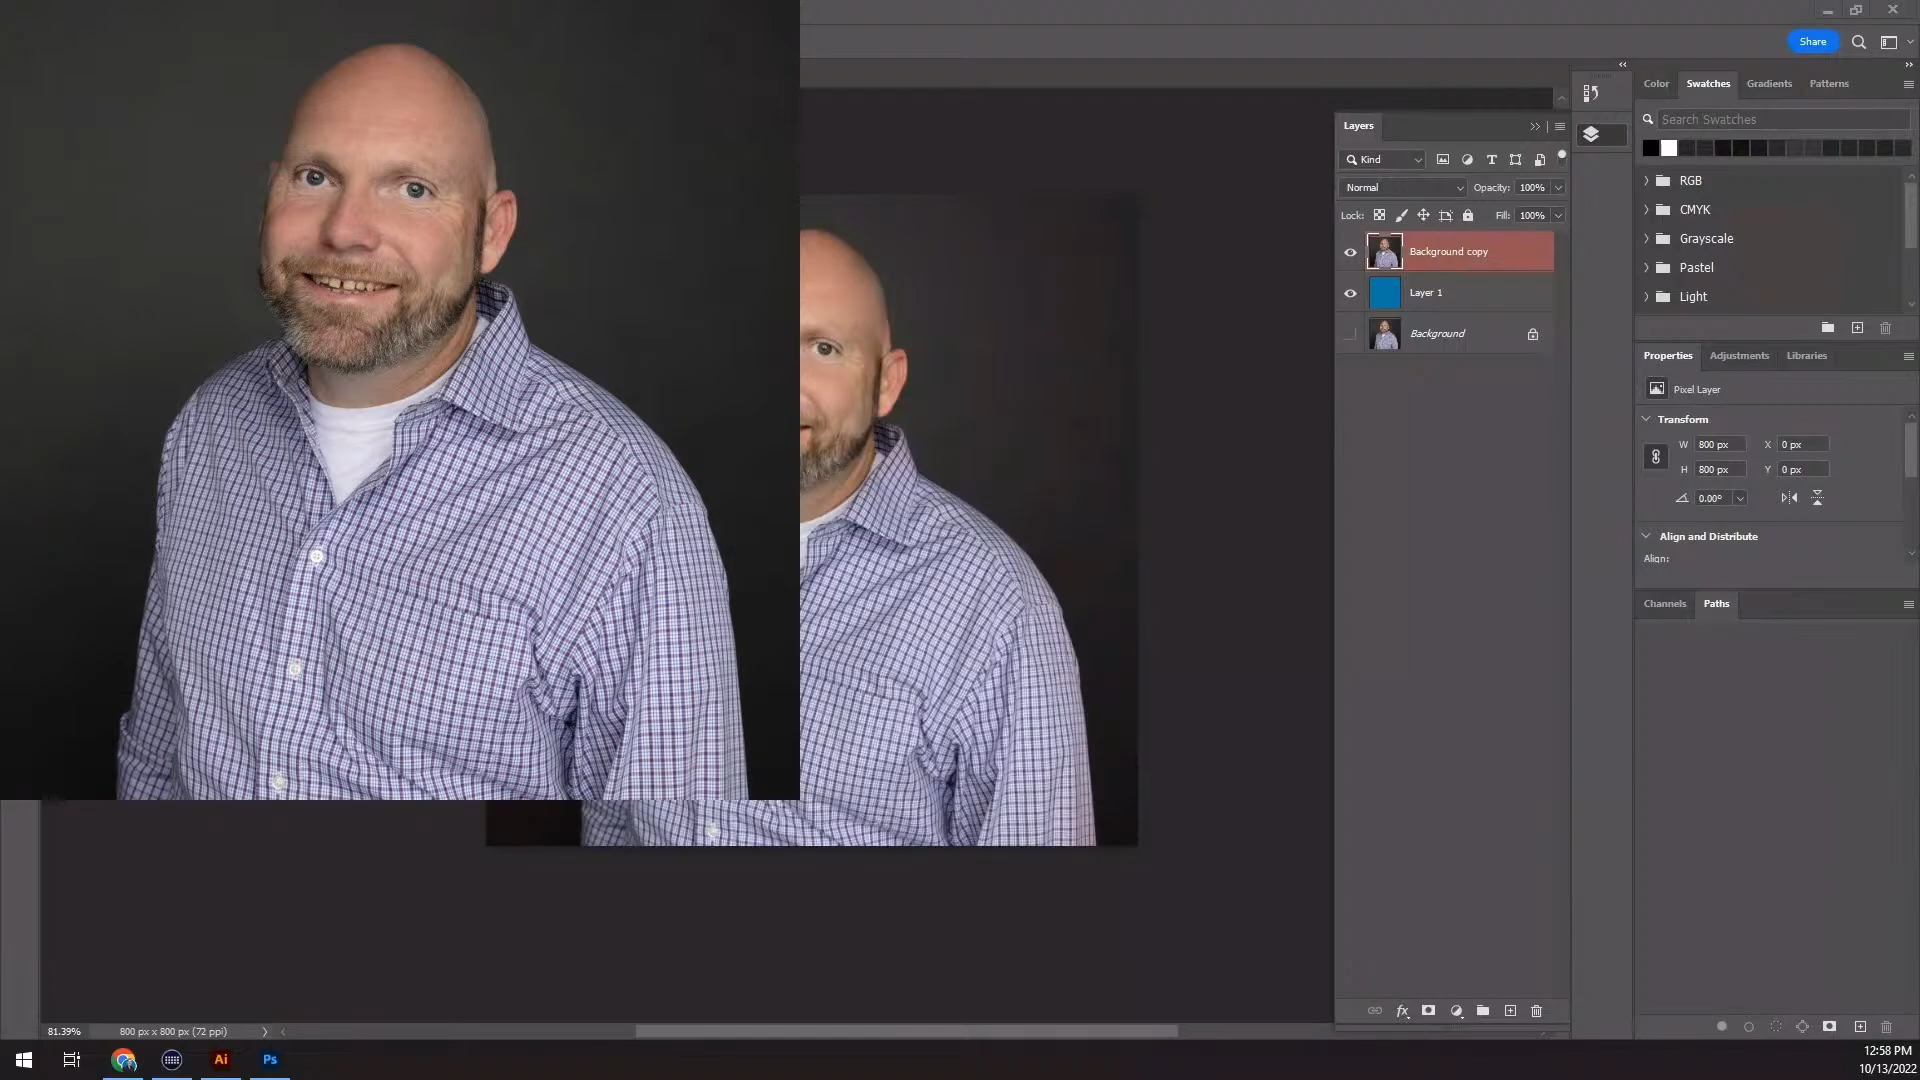 Share
Color Swatches Gradients Patterns
Search Swatches
RGB
CMYK
Grayscale
Pastel
Light
Layers
Kind
Normal Opacity: 100%
Lock: Fill: 100%
Background copy
Layer 1
Background
fx
Properties Adjustments Libraries
Pixel Layer
Transform
W 800 px X 0 px
H 800 px Y 0 px
0.00°
Align and Distribute
Align:
Channels Paths
81.39% 800 px x 800 px (72 ppi)
Ai Ps
12:58 PM
10/13/2022